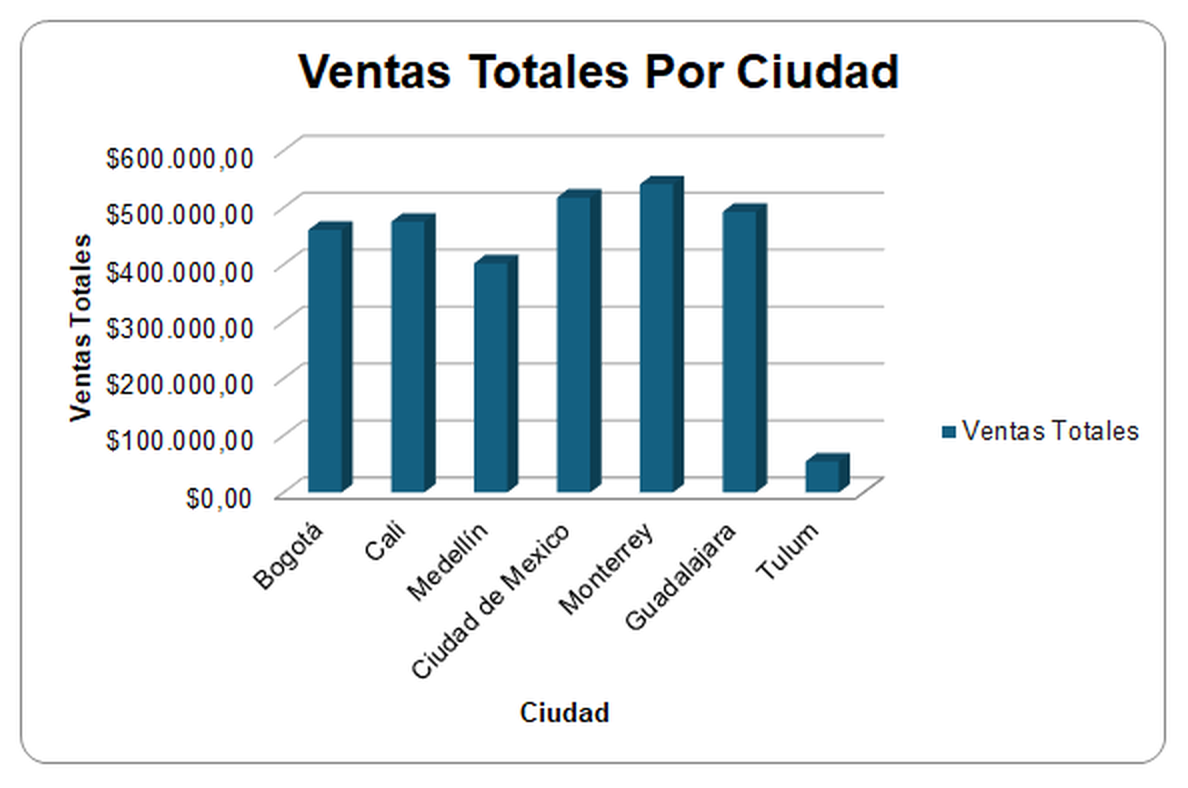 Ventas Totales Por Ciudad
Ventas Totales
$600.000,00
$500.000,00
$400.000,00
$300.000,00
$200.000,00
$100.000,00
$0,00
Bogotá
Cali
Medellín
Ciudad de Mexico
Monterrey
Guadalajara
Tulum
Ciudad
Ventas Totales